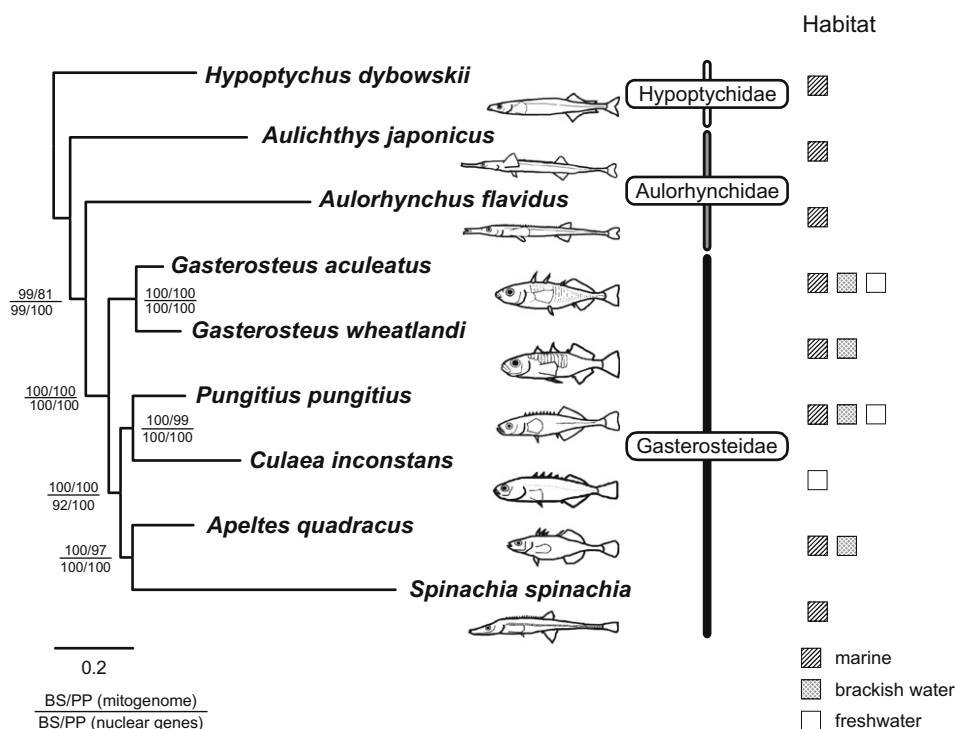 Habitat
Hypoptychus dybowskii
Hypoptychidae
Aulichthys japonicus
Aulorhynchidae
Aulorhynchus flavidus
Gasterosteus aculeatus
99/81
99/100
100/100
100/100
Gasterosteus wheatlandi
Pungitius pungitius
100/100
100/100
100/99
100/100
Gasterosteidae
Culaea inconstans
100/100
92/100
Apeltes quadracus
100/97
100/100
Spinachia spinachia
0.2
BS/PP (mitogenome)
BS/PP (nuclear genes)
marine
brackish water
freshwater